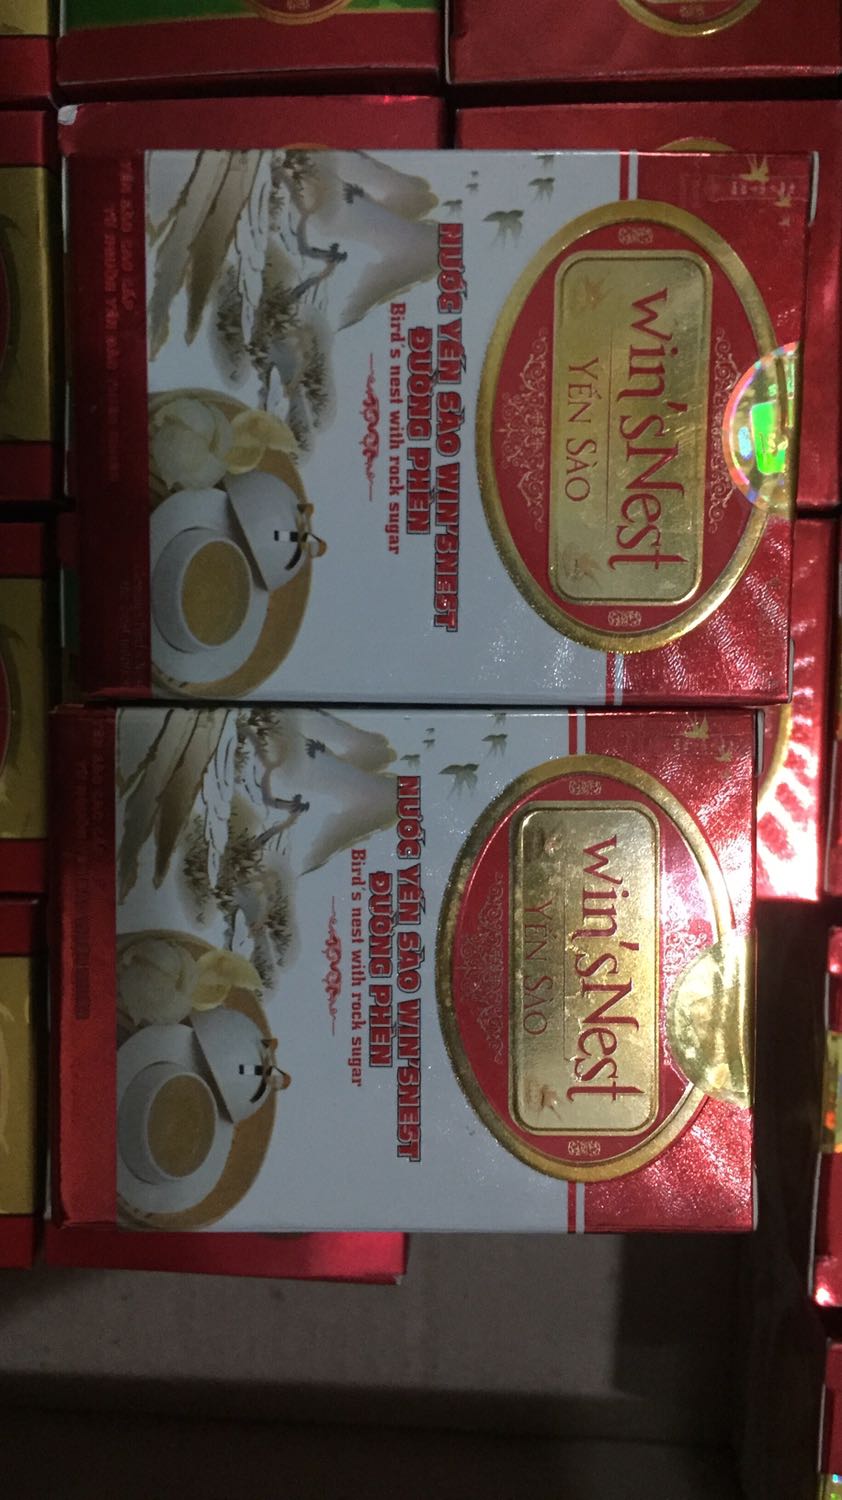 Win'sNest
YẾN SÀO
NƯỚC YẾN SÀO WIN'SNEST
ĐƯỜNG PHÈN
Bird's nest with rock sugar
Win'sNest
YẾN SÀO
NƯỚC YẾN SÀO WIN'SNEST
ĐƯỜNG PHÈN
Bird's nest with rock sugar